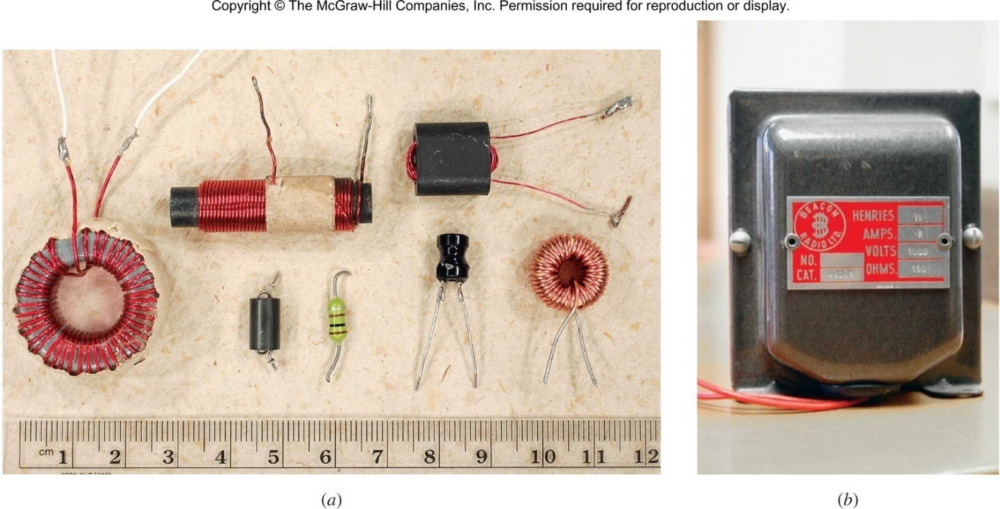 Copyright © The McGraw-Hill Companies, Inc. Permission required for reproduction or display.
BEACON
RADIO LTD.
HENRIES 11
AMPS. ·2
VOLTS 1000
OHMS. 160
NO.
CAT.
cm 1 2 3 4 5 6 7 8 9 10 11 12
(a)
(b)